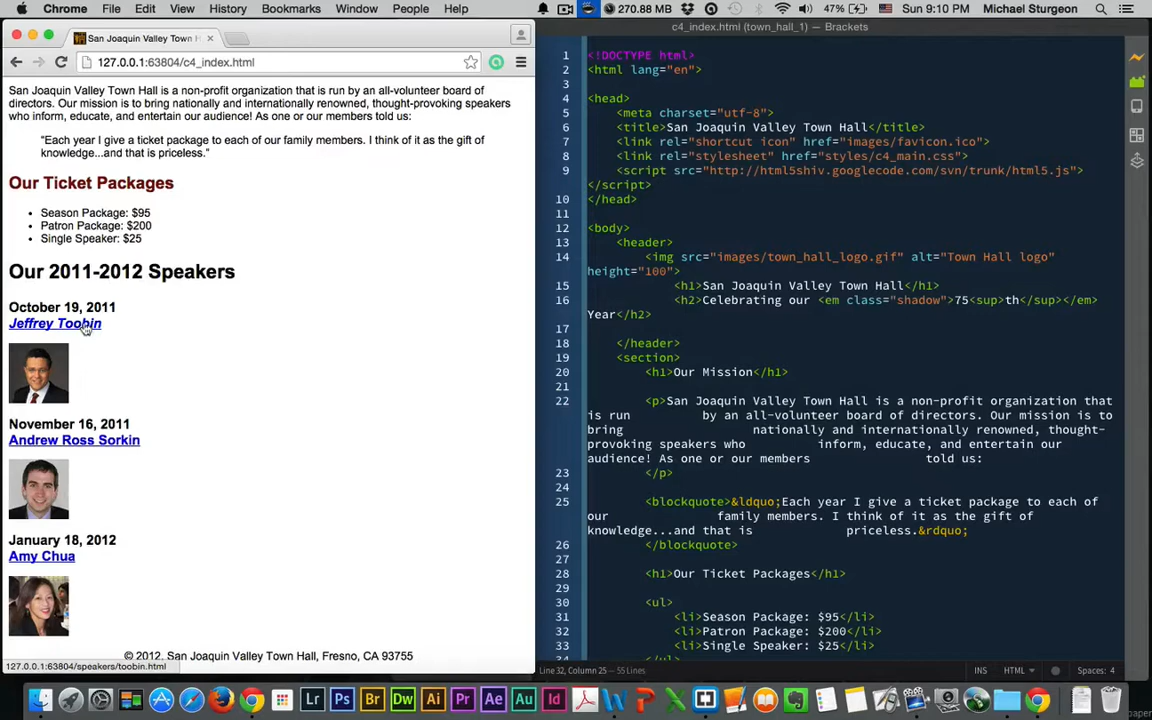 Chrome File Edit View History Bookmarks Window People Help 270.88 MB 47% Sun 9:10 PM Michael Sturgeon
San Joaquin Valley Town H
127.0.0.1:63804/c4_index.html
San Joaquin Valley Town Hall is a non-profit organization that is run by an all-volunteer board of
directors. Our mission is to bring nationally and internationally renowned, thought-provoking speakers
who inform, educate, and entertain our audience! As one or our members told us:
"Each year I give a ticket package to each of our family members. I think of it as the gift of
knowledge...and that is priceless."
Our Ticket Packages
• Season Package: $95
• Patron Package: $200
• Single Speaker: $25
Our 2011-2012 Speakers
October 19, 2011
Jeffrey Toobin
November 16, 2011
Andrew Ross Sorkin
January 18, 2012
Amy Chua
© 2012, San Joaquin Valley Town Hall, Fresno, CA 93755
127.0.0.1:63804/speakers/toobin.html
c4_index.html (town_hall_1) — Brackets
1 <!DOCTYPE html>
2 <html lang="en">
3
4 <head>
5 <meta charset="utf-8">
6 <title>San Joaquin Valley Town Hall</title>
7 <link rel="shortcut icon" href="images/favicon.ico">
8 <link rel="stylesheet" href="styles/c4_main.css">
9 <script src="http://html5shiv.googlecode.com/svn/trunk/html5.js">
</script>
10 </head>
11
12 <body>
13 <header>
14 <img src="images/town_hall_logo.gif" alt="Town Hall logo"
height="100">
15 <h1>San Joaquin Valley Town Hall</h1>
16 <h2>Celebrating our <em class="shadow">75<sup>th</sup></em>
Year</h2>
17
18 </header>
19 <section>
20 <h1>Our Mission</h1>
21
22 <p>San Joaquin Valley Town Hall is a non-profit organization that
is run by an all-volunteer board of directors. Our mission is to
bring nationally and internationally renowned, thought-
provoking speakers who inform, educate, and entertain our
audience! As one or our members told us:
23 </p>
24
25 <blockquote>&ldquo;Each year I give a ticket package to each of
our family members. I think of it as the gift of
knowledge...and that is priceless.&rdquo;
26 </blockquote>
27
28 <h1>Our Ticket Packages</h1>
29
30 <ul>
31 <li>Season Package: $95</li>
32 <li>Patron Package: $200</li>
33 <li>Single Speaker: $25</li>
34 </ul>
Line 32, Column 25 — 55 Lines INS HTML Spaces: 4
Lr Ps Br Dw Ai Pr Ae Au Id